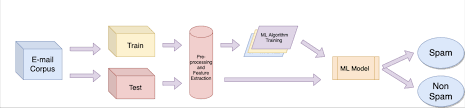 E-mail
Corpus
Train
Test
Pre-
processing
and
Feature
Extraction
ML Algorithm
Training
ML Model
Spam
Non
Spam